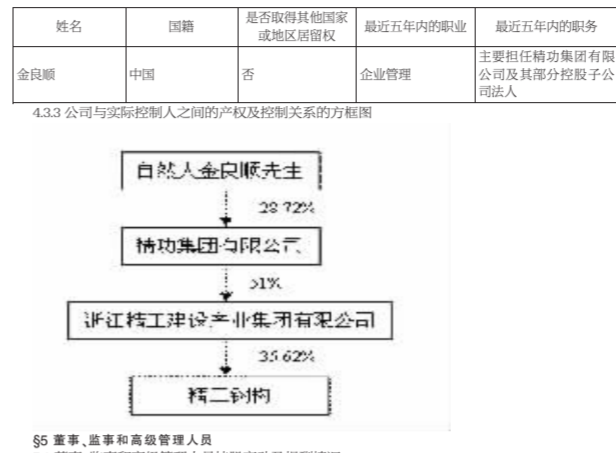 姓名 国籍 是否取得其他国家或地区居留权 最近五年内的职业 最近五年内的职务
金良顺 中国 否 企业管理 主要担任精功集团有限公司及其部分控股子公司法人
4.3.3 公司与实际控制人之间的产权及控制关系的方框图
自然人金良顺先生
28.72%
精功集团有限公司
51%
浙江精工建设产业集团有限公司
35.62%
精工钢构
§5 董事、监事和高级管理人员